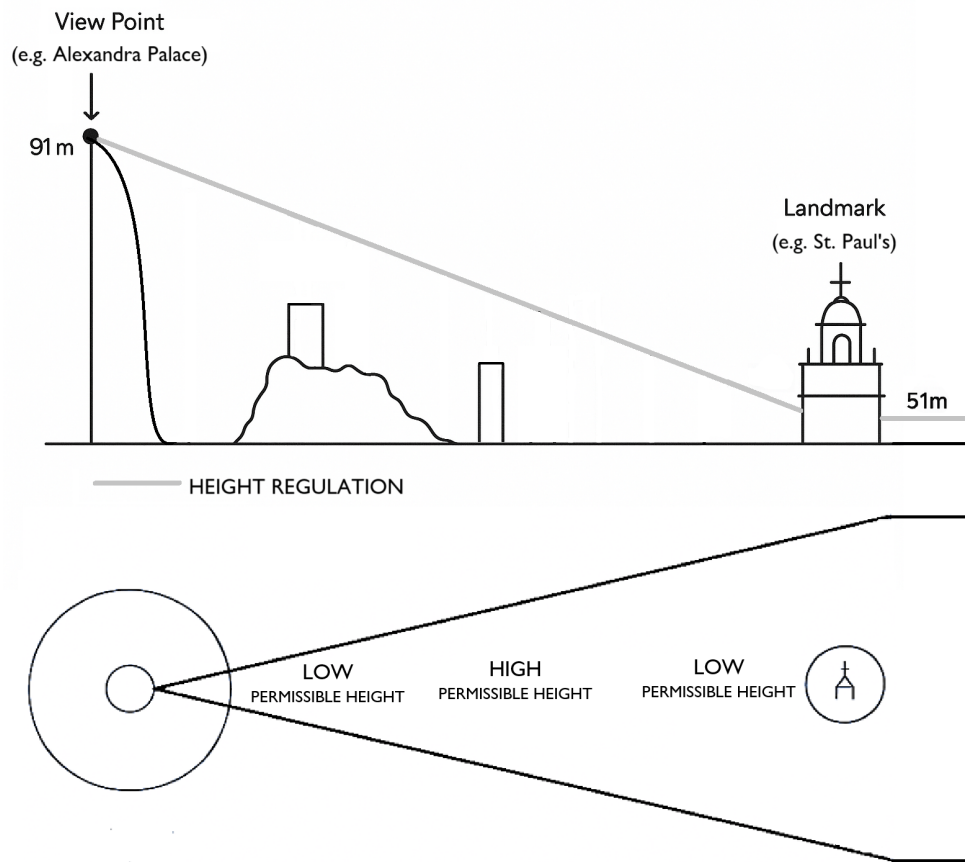 View Point
(e.g. Alexandra Palace)
91 m
Landmark
(e.g. St. Paul's)
51m
HEIGHT REGULATION
LOW
PERMISSIBLE HEIGHT
HIGH
PERMISSIBLE HEIGHT
LOW
PERMISSIBLE HEIGHT